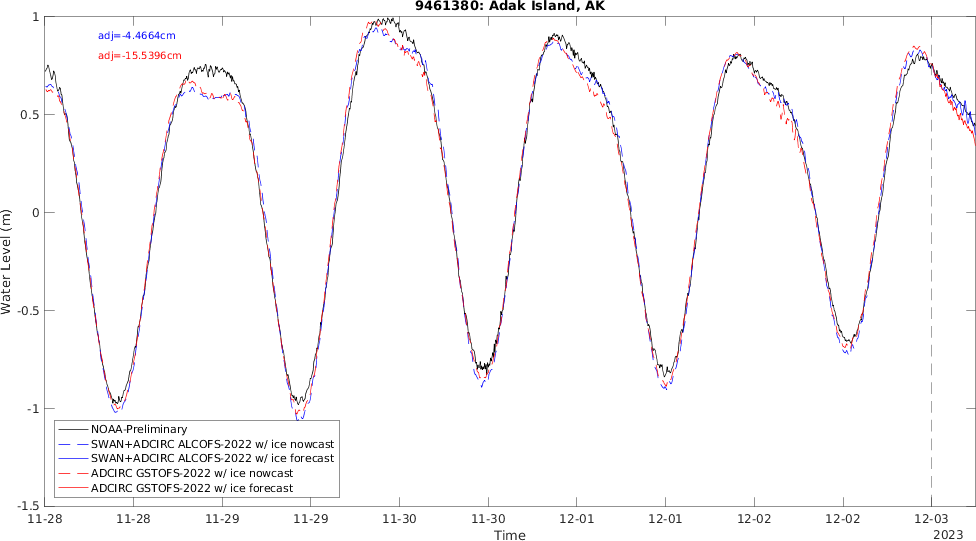 9461380: Adak Island, AK
adj=-4.4664cm
adj=-15.5396cm
1
0.5
0
-0.5
-1
-1.5
Water Level (m)
NOAA-Preliminary
SWAN+ADCIRC ALCOFS-2022 w/ ice nowcast
SWAN+ADCIRC ALCOFS-2022 w/ ice forecast
ADCIRC GSTOFS-2022 w/ ice nowcast
ADCIRC GSTOFS-2022 w/ ice forecast
11-28 11-28 11-29 11-29 11-30 11-30 12-01 12-01 12-02 12-02 12-03
2023
Time